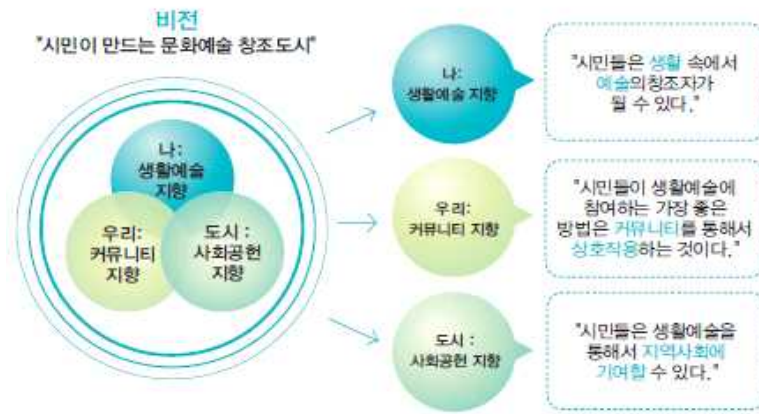 비전
"시민이 만드는 문화예술 창조도시"
나:
생활예술
지향
우리:
커뮤니티
지향
도시 :
사회공헌
지향
나:
생활예술 지향
"시민들은 생활 속에서
예술의창조자가
될 수 있다."
우리:
커뮤니티 지향
"시민들이 생활예술에
참여하는 가장 좋은
방법은 커뮤니티를 통해서
상호작용하는 것이다."
도시 :
사회공헌 지향
"시민들은 생활예술을
통해서 지역사회에
기여할 수 있다."